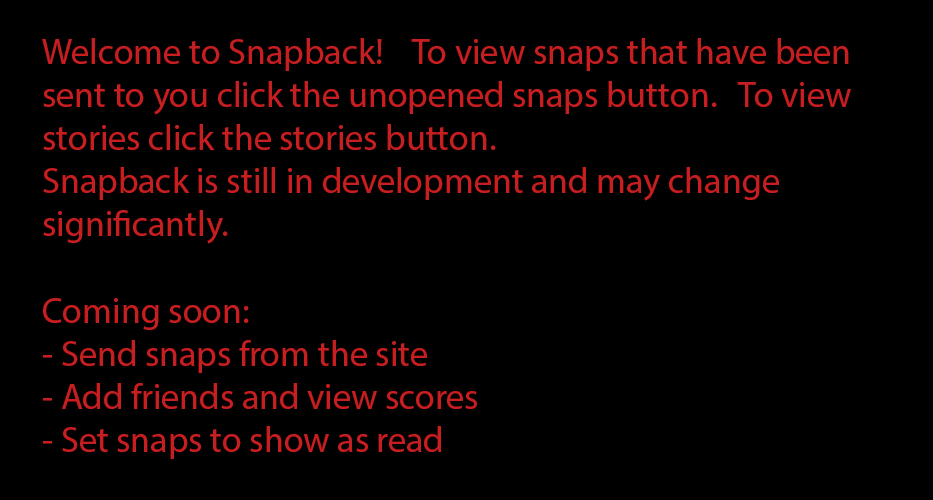 Welcome to Snapback!   To view snaps that have been
sent to you click the unopened snaps button.  To view
stories click the stories button.
Snapback is still in development and may change
significantly.

Coming soon:
- Send snaps from the site
- Add friends and view scores
- Set snaps to show as read